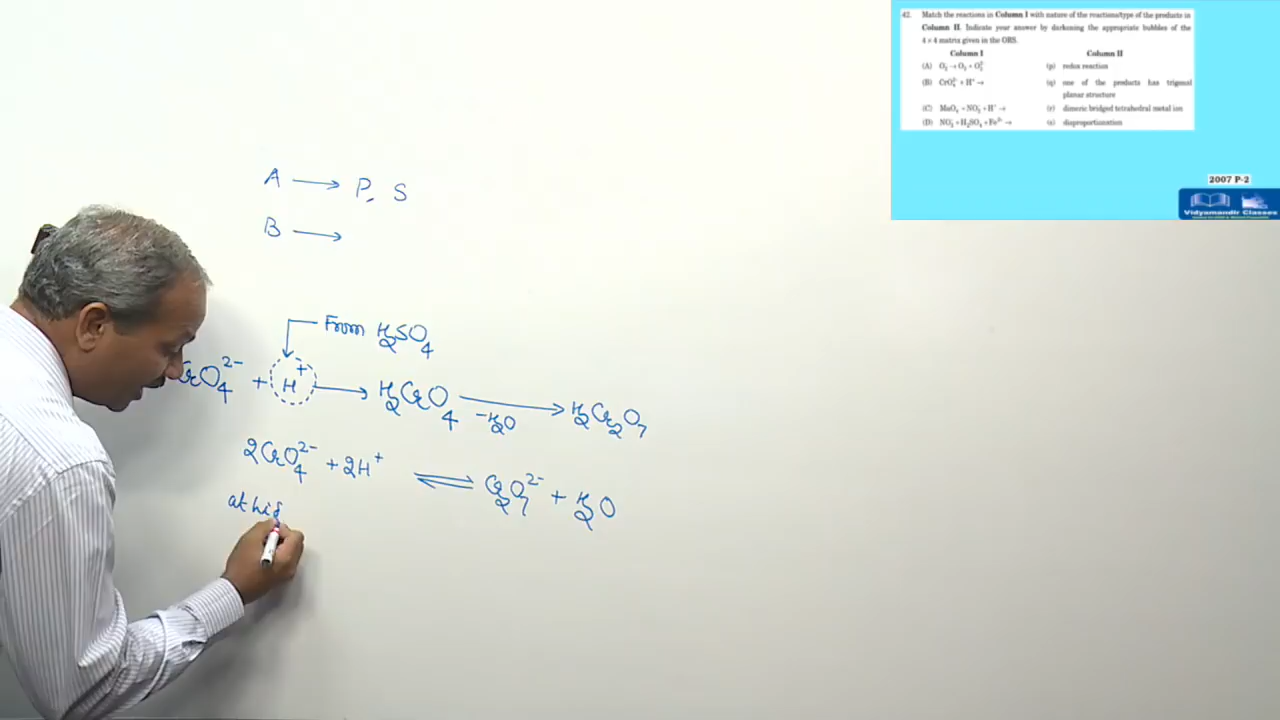 42. Match the reactions in Column I with nature of the reactions/type of the products in
Column II. Indicate your answer by darkening the appropriate bubbles of the
4 × 4 matrix given in the ORS.
Column I Column II
(A) O₂⁻ → O₂ + O₂²⁻ (p) redox reaction
(B) CrO₄²⁻ + H⁺ → (q) one of the products has trigonal
planar structure
(C) MnO₄⁻ + NO₂⁻ + H⁺ → (r) dimeric bridged tetrahedral metal ion
(D) NO₃⁻ + H₂SO₄ + Fe²⁺ → (s) disproportionation
2007 P-2
Vidyamandir Classes
A → P, S
B →
From H₂SO₄
CrO₄²⁻ + H⁺ → H₂CrO₄ → H₂Cr₂O₇
-H₂O
2CrO₄²⁻ + 2H⁺ ⇌ Cr₂O₇²⁻ + H₂O
at hig